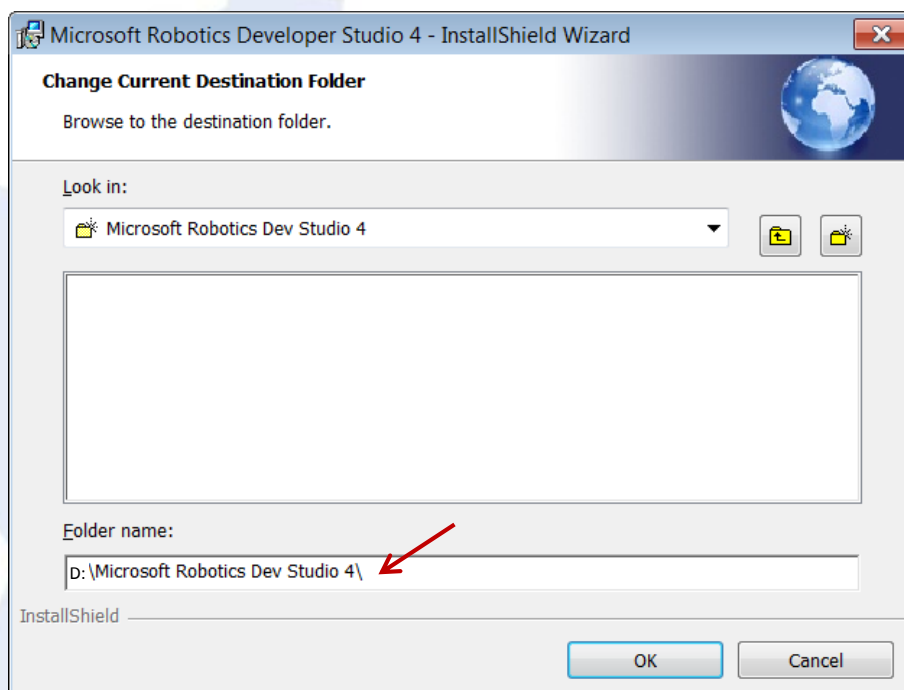 Microsoft Robotics Developer Studio 4 - InstallShield Wizard
Change Current Destination Folder
Browse to the destination folder.
Look in:
Microsoft Robotics Dev Studio 4
Folder name:
D:\Microsoft Robotics Dev Studio 4\
InstallShield
OK Cancel